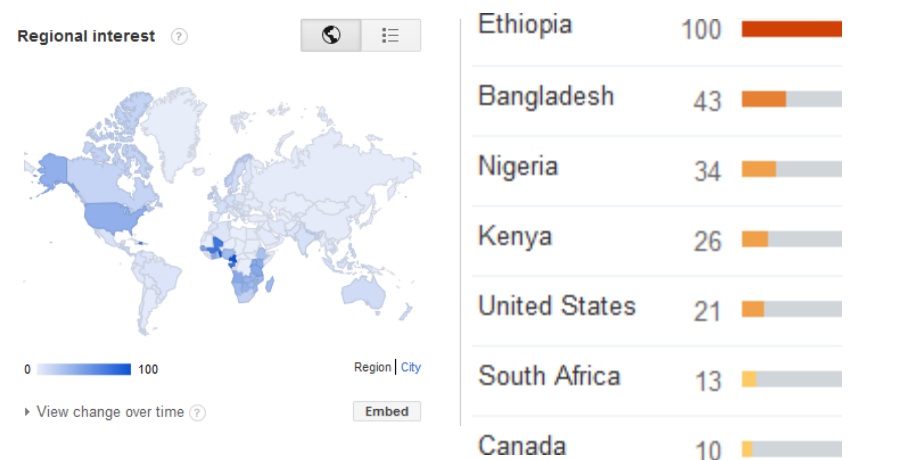 Regional interest ?
0 100
Region | City
View change over time ?
Embed
Ethiopia 100
Bangladesh 43
Nigeria 34
Kenya 26
United States 21
South Africa 13
Canada 10